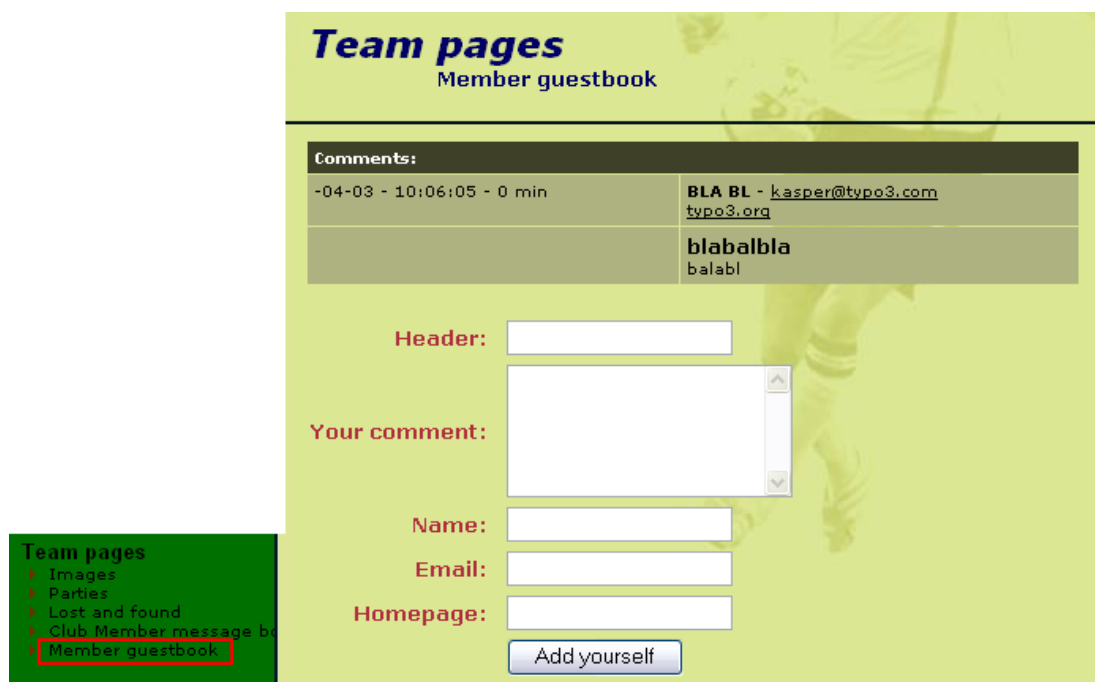 Team pages
Member guestbook
Comments:
-04-03 - 10:06:05 - 0 min
BLA BL - kasper@typo3.com
typo3.org
blabalbla
balabl
Header:
Your comment:
Name:
Email:
Homepage:
Add yourself
Team pages
Images
Parties
Lost and found
Club Member message bo
Member guestbook